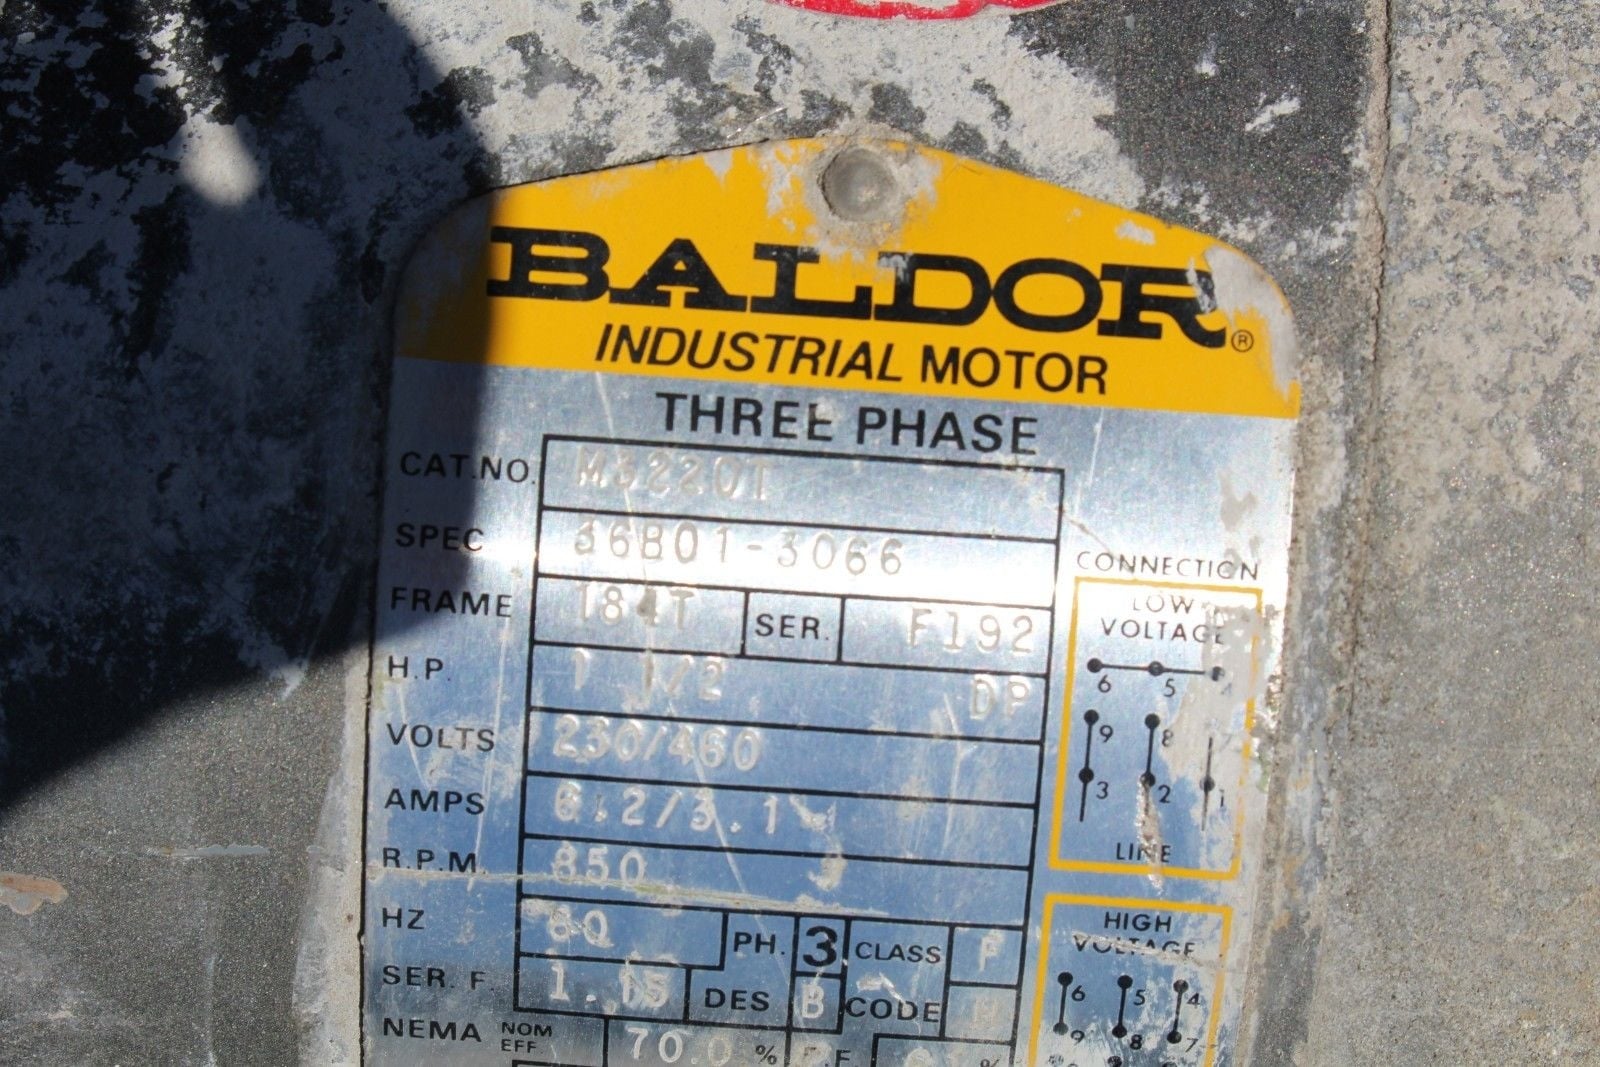 BALDOR®
INDUSTRIAL MOTOR
THREE PHASE
CAT.NO. M3220T
SPEC 36B01-3066
FRAME 184T SER. F192
H.P 1 1/2 DP
VOLTS 230/460
AMPS 6.2/3.1
R.P.M. 850
HZ 60 PH. 3 CLASS F
SER. F. 1.15 DES B CODE
NEMA NOM EFF 70.0 % %
CONNECTION
LOW
VOLTAGE
6 5 4
9 8 7
3 2 1
LINE
HIGH
VOLTAGE
6 5 4
9 8 7